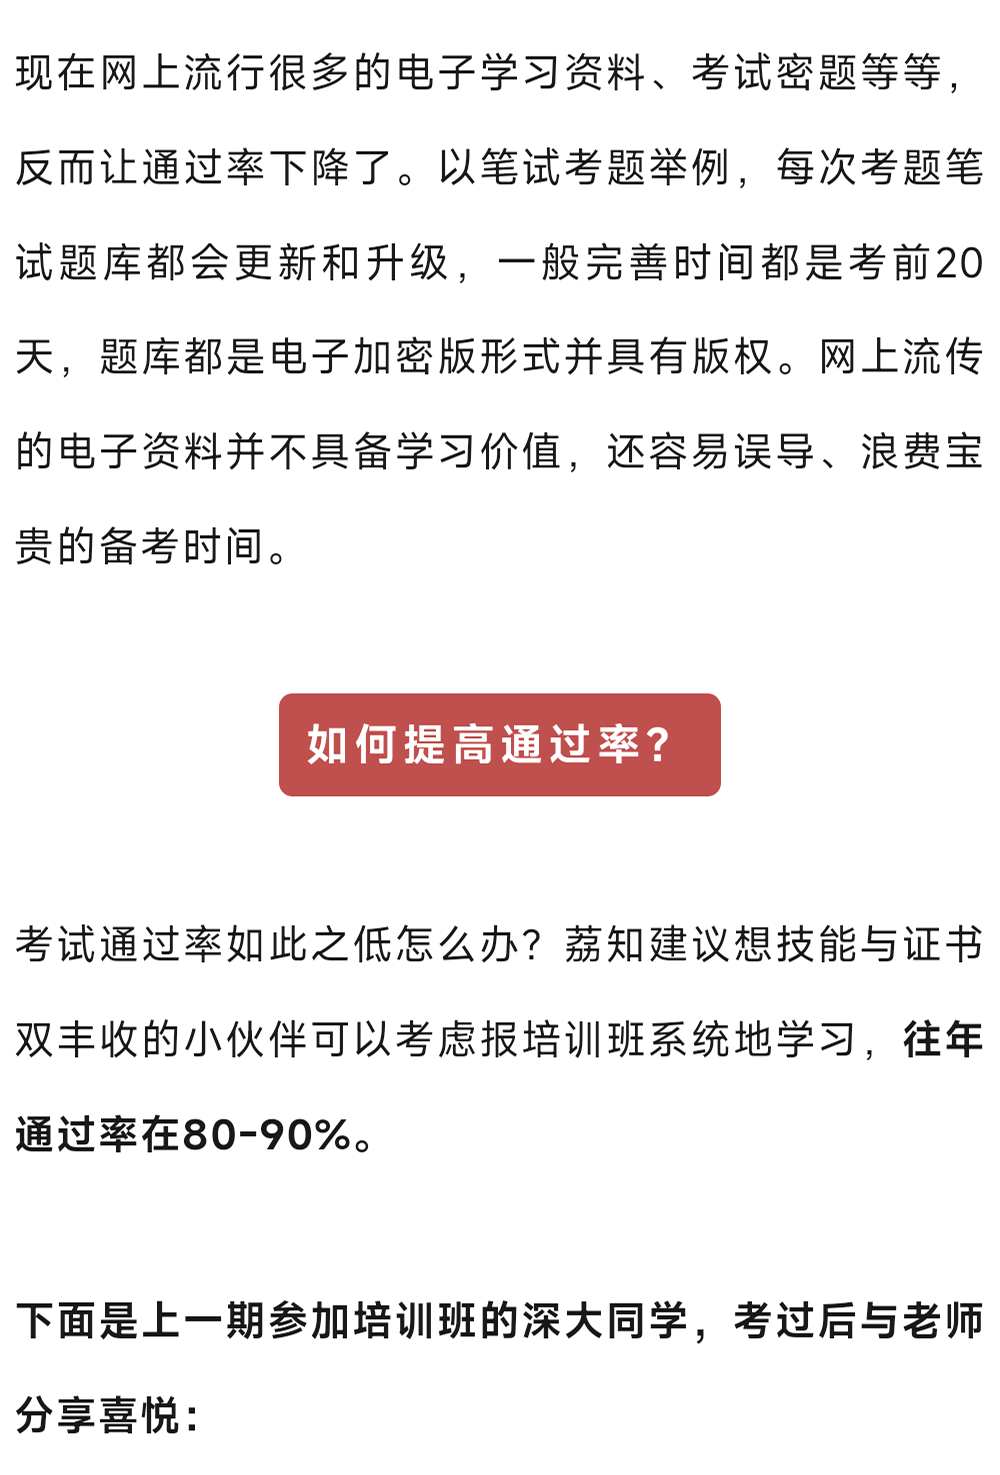 现在网上流行很多的电子学习资料、考试密题等等，
反而让通过率下降了。以笔试考题举例，每次考题笔
试题库都会更新和升级，一般完善时间都是考前20
天，题库都是电子加密版形式并具有版权。网上流传
的电子资料并不具备学习价值，还容易误导、浪费宝
贵的备考时间。
如何提高通过率？
考试通过率如此之低怎么办？荔知建议想技能与证书
双丰收的小伙伴可以考虑报培训班系统地学习，往年
通过率在80-90%。
下面是上一期参加培训班的深大同学，考过后与老师
分享喜悦：